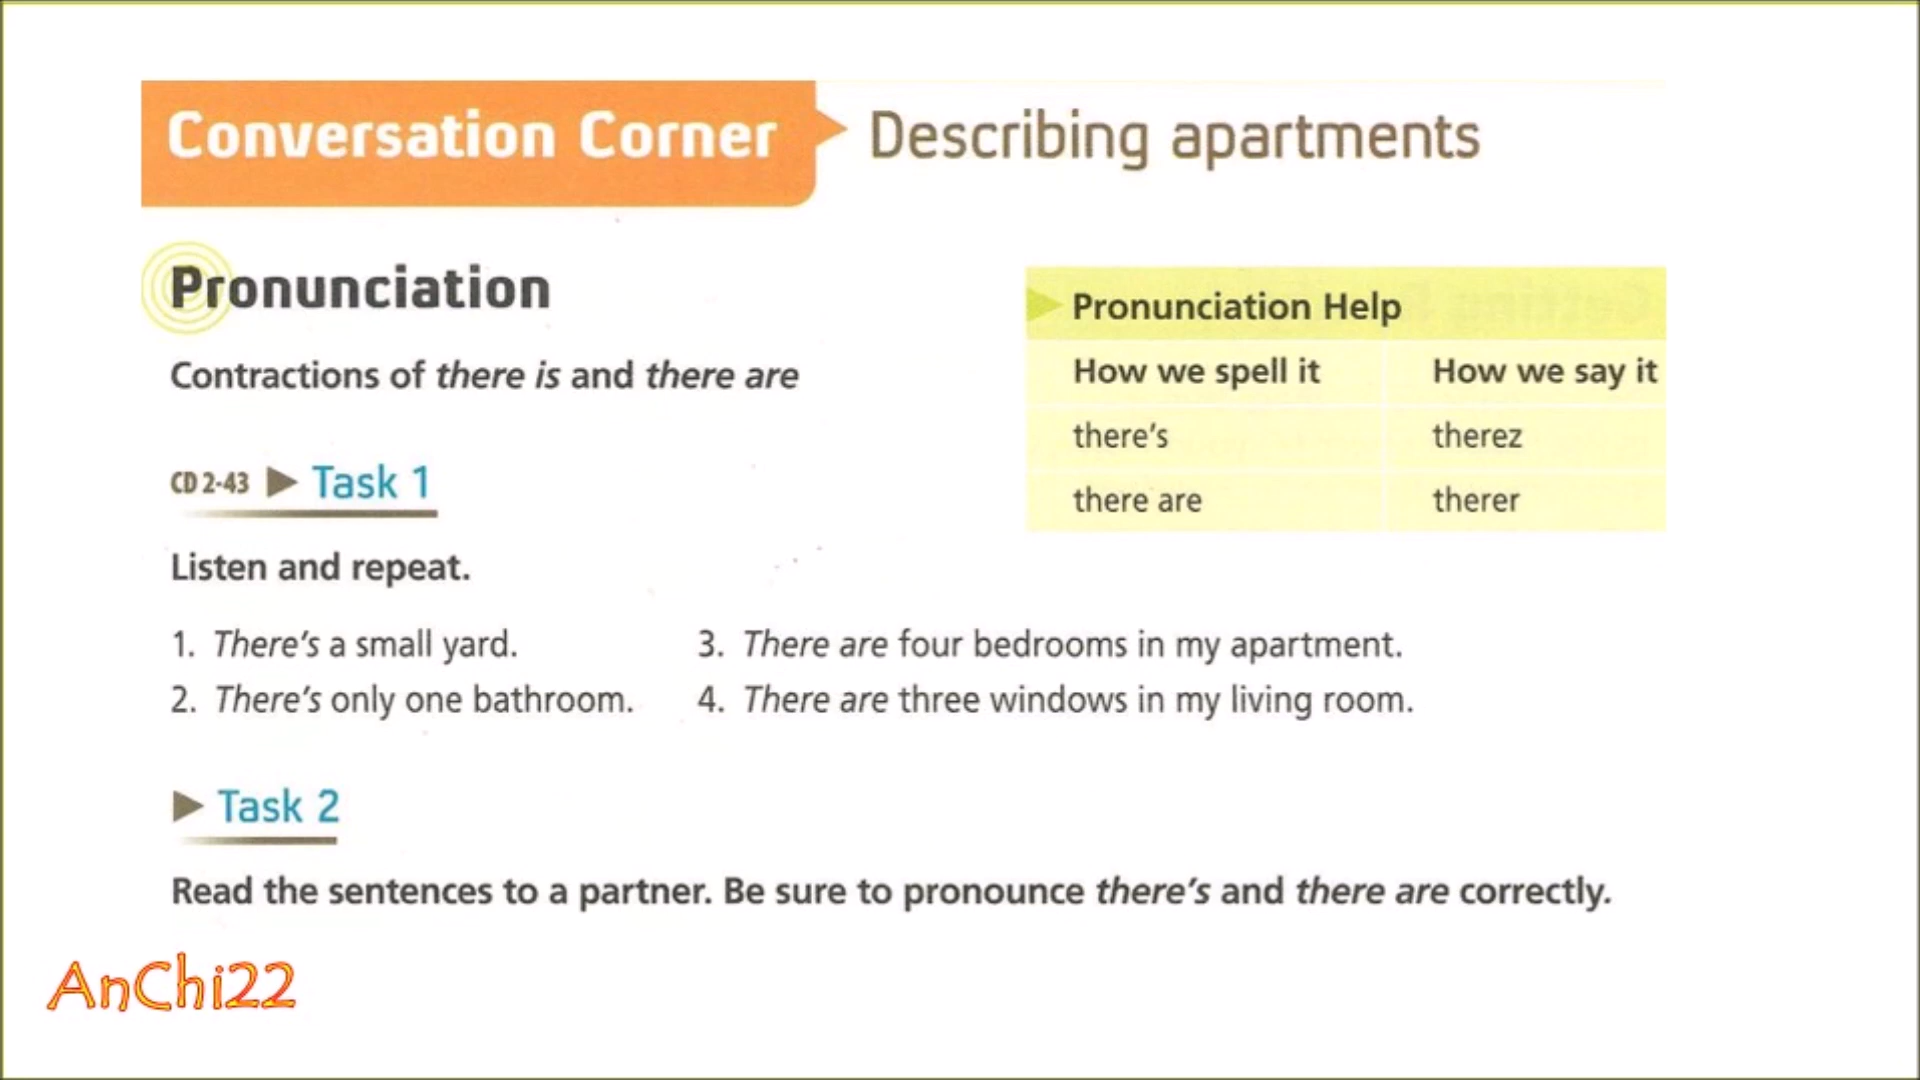 Conversation Corner Describing apartments
Pronunciation
Contractions of there is and there are
Pronunciation Help
How we spell it How we say it
there's therez
there are therer
CD 2-43 ▶ Task 1
Listen and repeat.
1. There's a small yard.
2. There's only one bathroom.
3. There are four bedrooms in my apartment.
4. There are three windows in my living room.
▶ Task 2
Read the sentences to a partner. Be sure to pronounce there's and there are correctly.
AnChi22